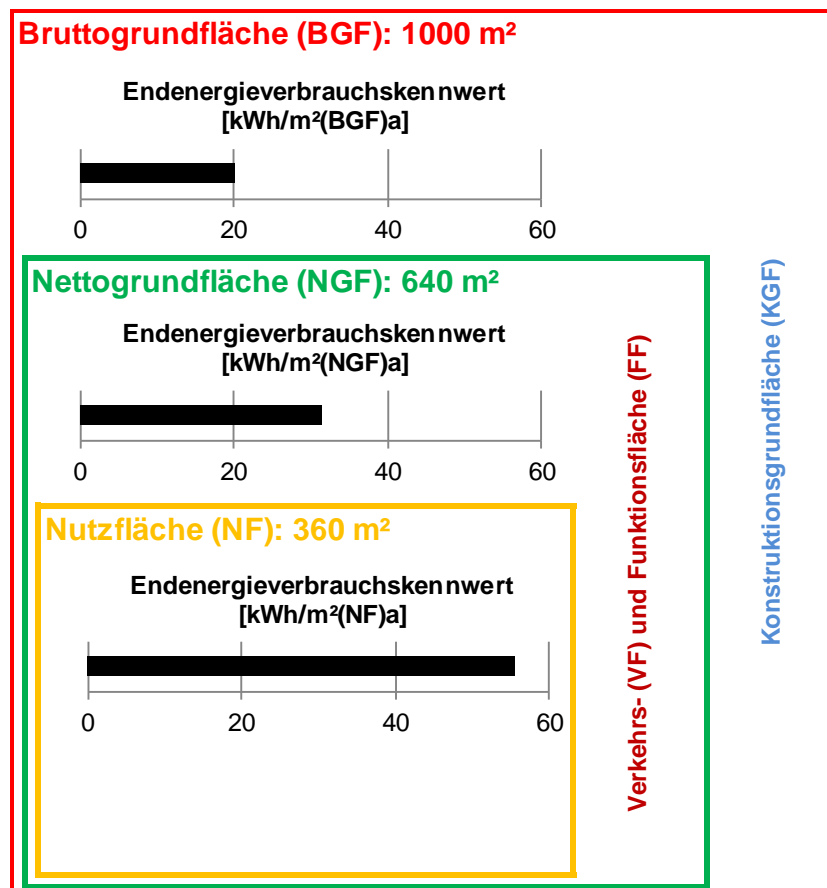 Bruttogrundfläche (BGF): 1000 m²
Endenergieverbrauchskennwert
[kWh/m²(BGF)a]
0 20 40 60
Nettogrundfläche (NGF): 640 m²
Endenergieverbrauchskennwert
[kWh/m²(NGF)a]
0 20 40 60
Nutzfläche (NF): 360 m²
Endenergieverbrauchskennwert
[kWh/m²(NF)a]
0 20 40 60
Verkehrs- (VF) und Funktionsfläche (FF)
Konstruktionsgrundfläche (KGF)